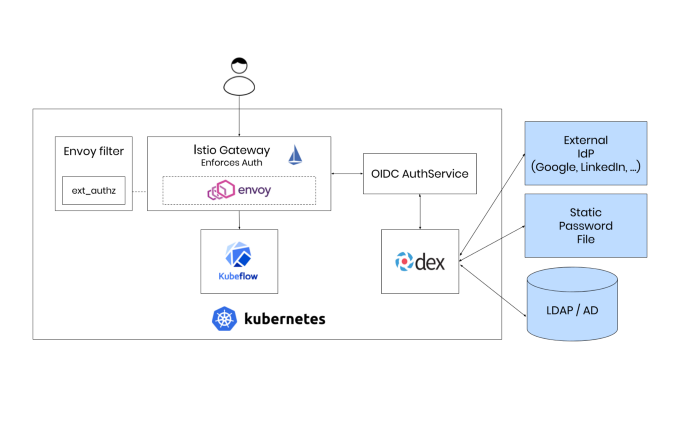 Envoy filter
ext_authz
Istio Gateway
Enforces Auth
envoy
OIDC AuthService
Kubeflow
dex
kubernetes
External
IdP
(Google, LinkedIn, ...)
Static
Password
File
LDAP / AD